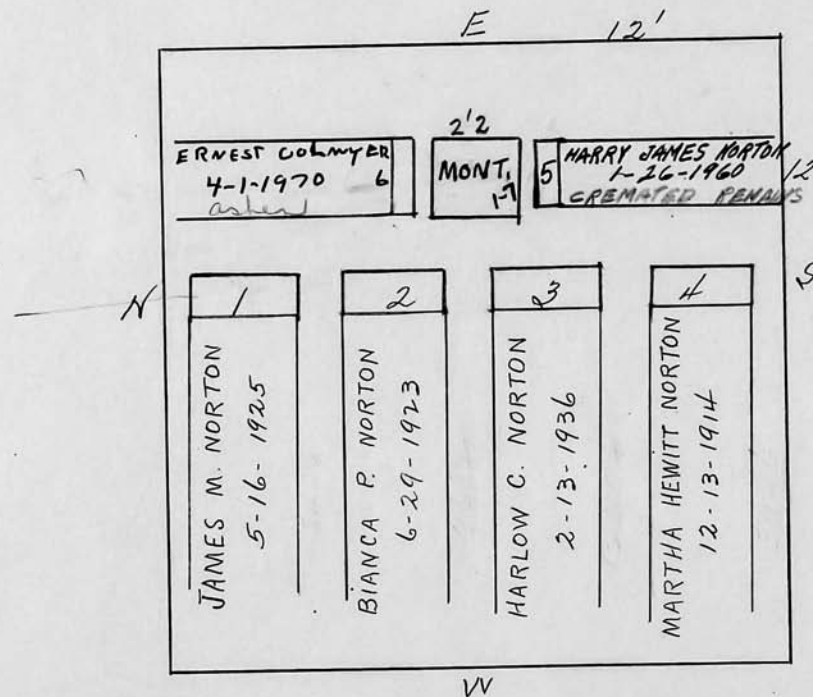 E 12'
2'2
ERNEST COLMYER
4-1-1970 6
ashes
MONT.
1-7
5
HARRY JAMES NORTON
1-26-1960
CREMATED REMAINS
12
N
S
1
2
3
4
JAMES M. NORTON
5-16-1925
BIANCA P. NORTON
6-29-1923
HARLOW C. NORTON
2-13-1936
MARTHA HEWITT NORTON
12-13-1914
W